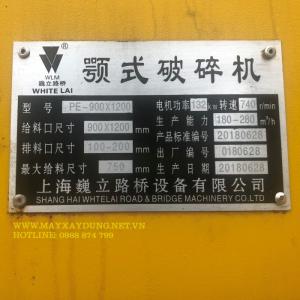 WLM
巍立路桥
WHITE LAI
®
颚式破碎机
型号 PE-900X1200
电机功率 132 kw 转速 740 r/min
给料口尺寸 900X1200 mm
生产能力 180-280 m³/h
排料口尺寸 100-200 mm
产品标准编号 20180628
出厂编号 0180628
最大给料尺寸 750 mm
出厂日期 20180628
上海巍立路桥设备有限公司
SHANG HAI WHITELAI ROAD & BRIDGE MACHINERY CO.LTD
WWW.MAYXAYDUNG.NET.VN
HOTLINE: 0968 874 799